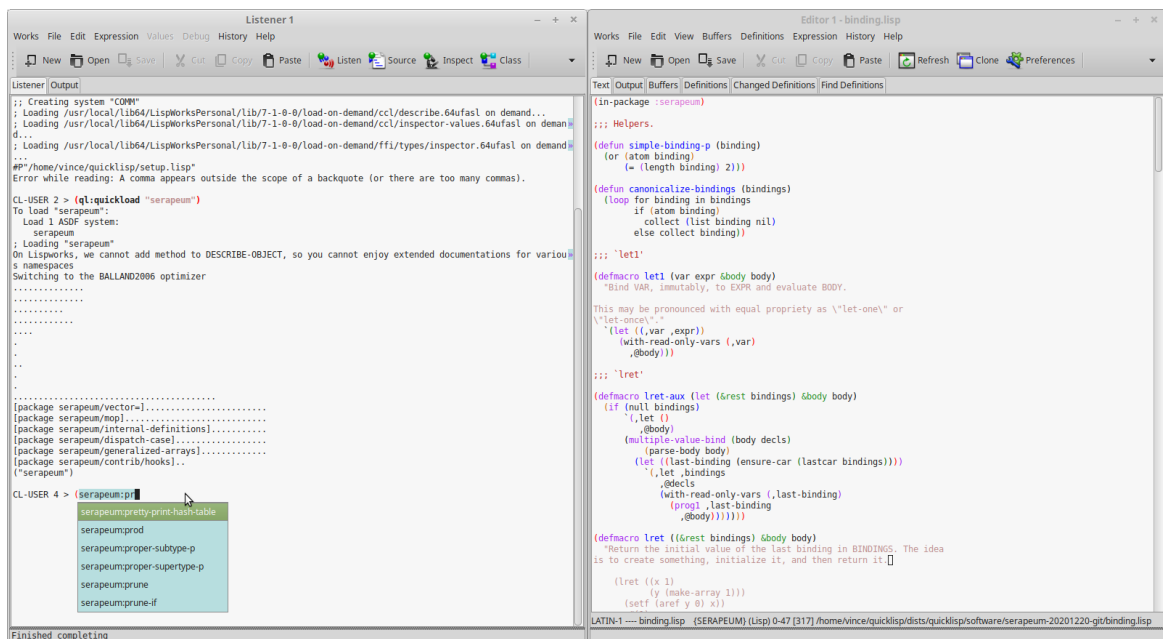 Listener 1
Works File Edit Expression Values Debug History Help
New Open Save Cut Copy Paste Listen Source Inspect Class
Listener Output
;; Creating system "COMM"
; Loading /usr/local/lib64/LispWorksPersonal/lib/7-1-0-0/load-on-demand/ccl/describe.64ufasl on demand...
; Loading /usr/local/lib64/LispWorksPersonal/lib/7-1-0-0/load-on-demand/ccl/inspector-values.64ufasl on deman
d...
; Loading /usr/local/lib64/LispWorksPersonal/lib/7-1-0-0/load-on-demand/ffi/types/inspector.64ufasl on demand
...
#P"/home/vince/quicklisp/setup.lisp"
Error while reading: A comma appears outside the scope of a backquote (or there are too many commas).
CL-USER 2 > (ql:quickload "serapeum")
To load "serapeum":
Load 1 ASDF system:
serapeum
; Loading "serapeum"
On Lispworks, we cannot add method to DESCRIBE-OBJECT, so you cannot enjoy extended documentations for variou
s namespaces
Switching to the BALLAND2006 optimizer
..............
..............
..........
............
....
.
.
..
.
.
........................................
[package serapeum/vector=]........................
[package serapeum/mop]............................
[package serapeum/internal-definitions]...........
[package serapeum/dispatch-case]..................
[package serapeum/generalized-arrays].............
[package serapeum/contrib/hooks]..
("serapeum")
CL-USER 4 > (serapeum:pr
serapeum:pretty-print-hash-table
serapeum:prod
serapeum:proper-subtype-p
serapeum:proper-supertype-p
serapeum:prune
serapeum:prune-if
Finished completing
Editor 1 - binding.lisp
Works File Edit View Buffers Definitions Expression History Help
New Open Save Cut Copy Paste Refresh Clone Preferences
Text Output Buffers Definitions Changed Definitions Find Definitions
(in-package :serapeum)
;;; Helpers.
(defun simple-binding-p (binding)
(or (atom binding)
(= (length binding) 2)))
(defun canonicalize-bindings (bindings)
(loop for binding in bindings
if (atom binding)
collect (list binding nil)
else collect binding))
;;; `let1'
(defmacro let1 (var expr &body body)
"Bind VAR, immutably, to EXPR and evaluate BODY.
This may be pronounced with equal propriety as \"let-one\" or
\"let-once\"."
`(let ((,var ,expr))
(with-read-only-vars (,var)
,@body)))
;;; `lret'
(defmacro lret-aux (let (&rest bindings) &body body)
(if (null bindings)
`(,let ()
,@body)
(multiple-value-bind (body decls)
(parse-body body)
(let ((last-binding (ensure-car (lastcar bindings))))
`(,let ,bindings
,@decls
(with-read-only-vars (,last-binding)
(prog1 ,last-binding
,@body)))))))
(defmacro lret ((&rest bindings) &body body)
"Return the initial value of the last binding in BINDINGS. The idea
is to create something, initialize it, and then return it.
(lret ((x 1)
(y (make-array 1)))
(setf (aref y 0) x))
LATIN-1 ---- binding.lisp {SERAPEUM} (Lisp) 0-47 [317] /home/vince/quicklisp/dists/quicklisp/software/serapeum-20201220-git/binding.lisp